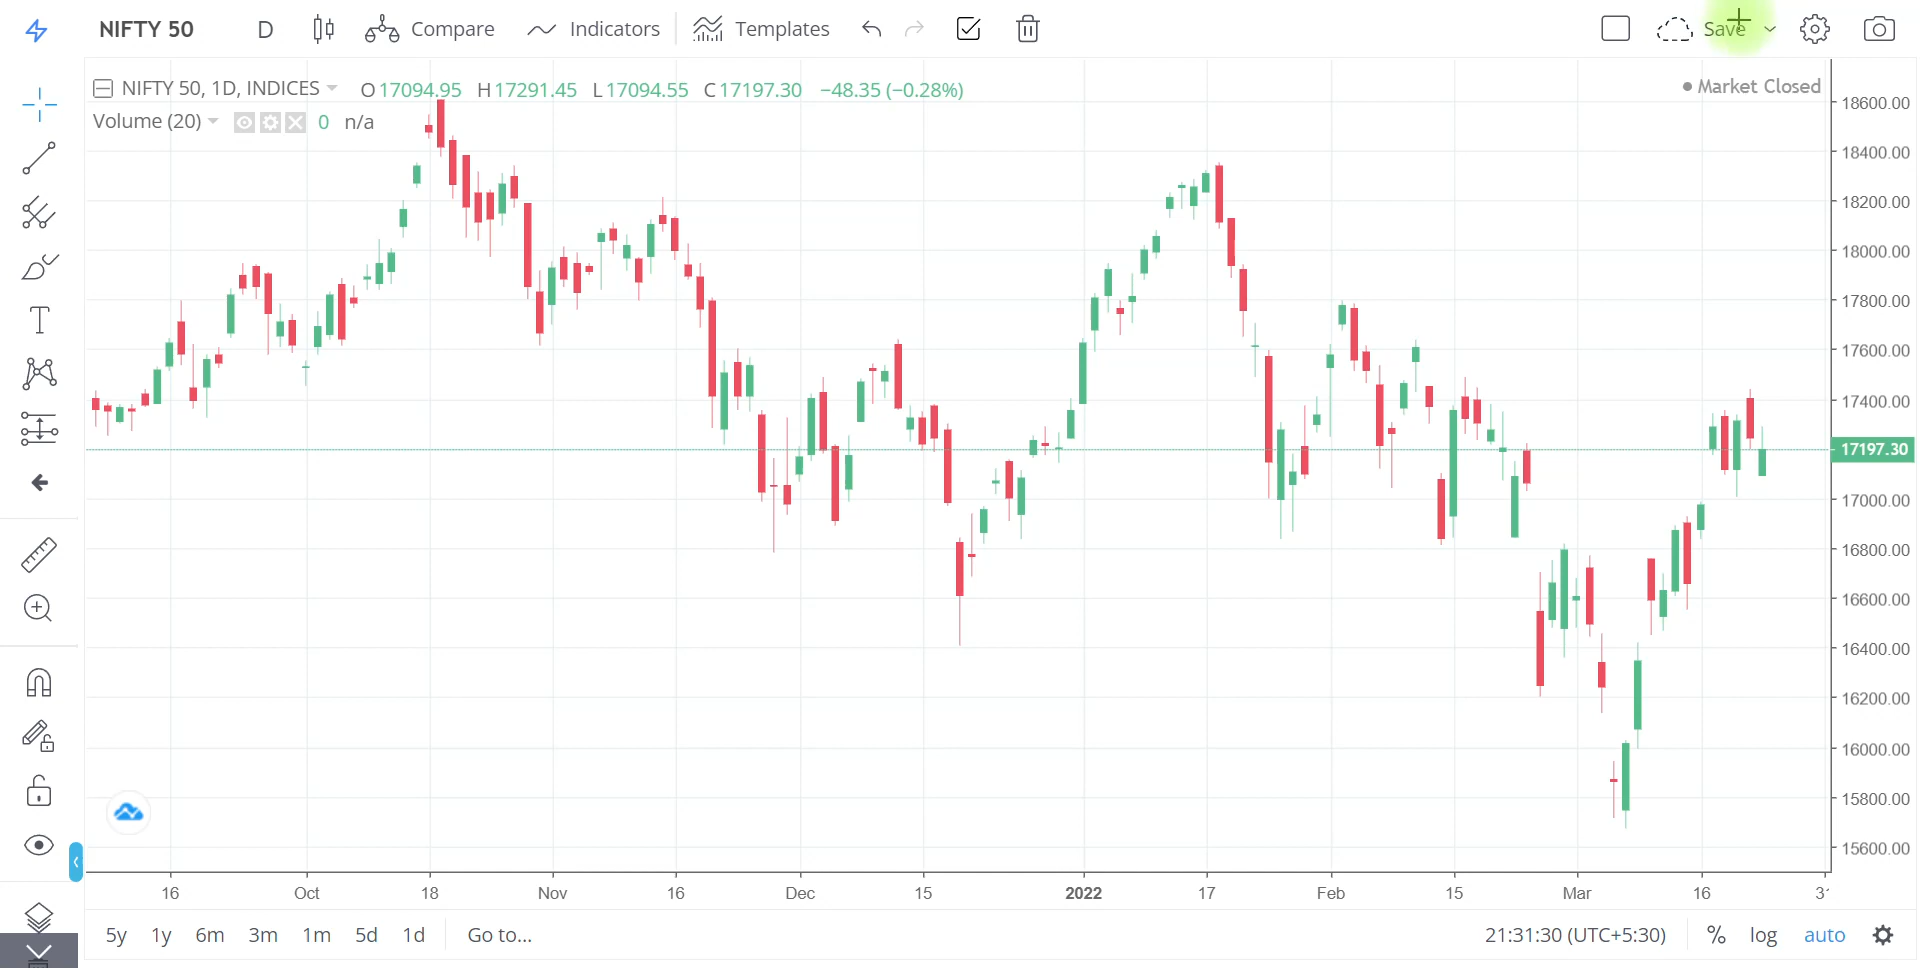 NIFTY 50 D Compare Indicators Templates Save
NIFTY 50, 1D, INDICES O17094.95 H17291.45 L17094.55 C17197.30 −48.35 (−0.28%)
Market Closed
Volume (20) 0 n/a
18600.00
18400.00
18200.00
18000.00
17800.00
17600.00
17400.00
17197.30
17000.00
16800.00
16600.00
16400.00
16200.00
16000.00
15800.00
15600.00
16 Oct 18 Nov 16 Dec 15 2022 17 Feb 15 Mar 16
5y 1y 6m 3m 1m 5d 1d Go to... 21:31:30 (UTC+5:30) % log auto